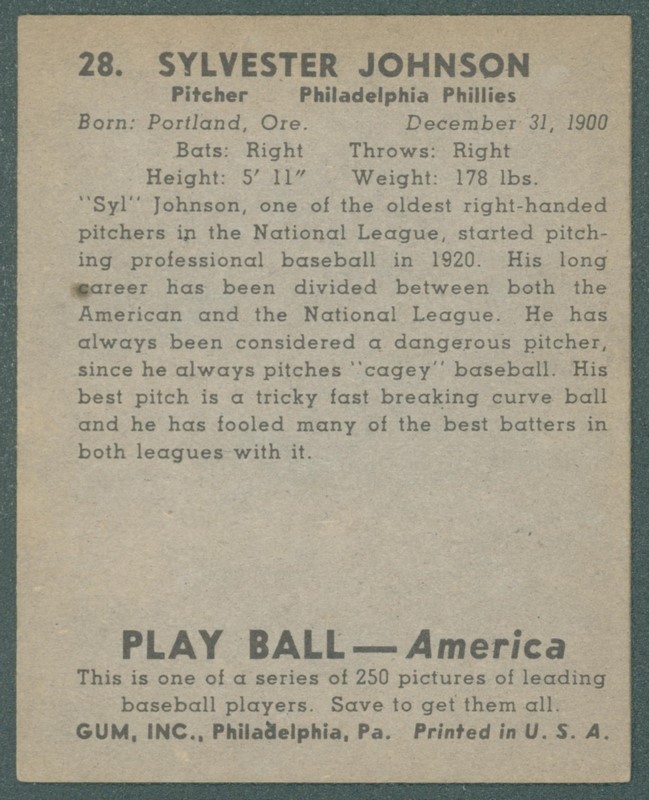 28. SYLVESTER JOHNSON
Pitcher Philadelphia Phillies
Born: Portland, Ore. December 31, 1900
Bats: Right Throws: Right
Height: 5' 11" Weight: 178 lbs.
"Syl" Johnson, one of the oldest right-handed
pitchers in the National League, started pitch-
ing professional baseball in 1920. His long
career has been divided between both the
American and the National League. He has
always been considered a dangerous pitcher,
since he always pitches "cagey" baseball. His
best pitch is a tricky fast breaking curve ball
and he has fooled many of the best batters in
both leagues with it.
PLAY BALL—America
This is one of a series of 250 pictures of leading
baseball players. Save to get them all.
GUM, INC., Philadelphia, Pa. Printed in U. S. A.